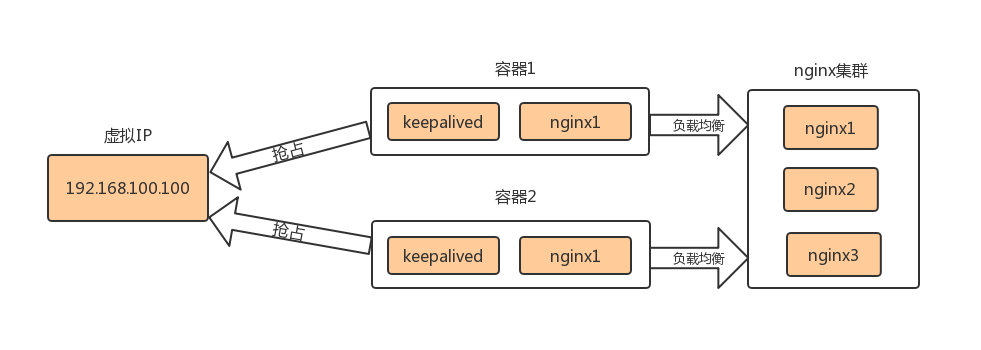 虚拟IP
192.168.100.100
抢占
抢占
容器1
keepalived
nginx1
容器2
keepalived
nginx1
负载均衡
负载均衡
nginx集群
nginx1
nginx2
nginx3